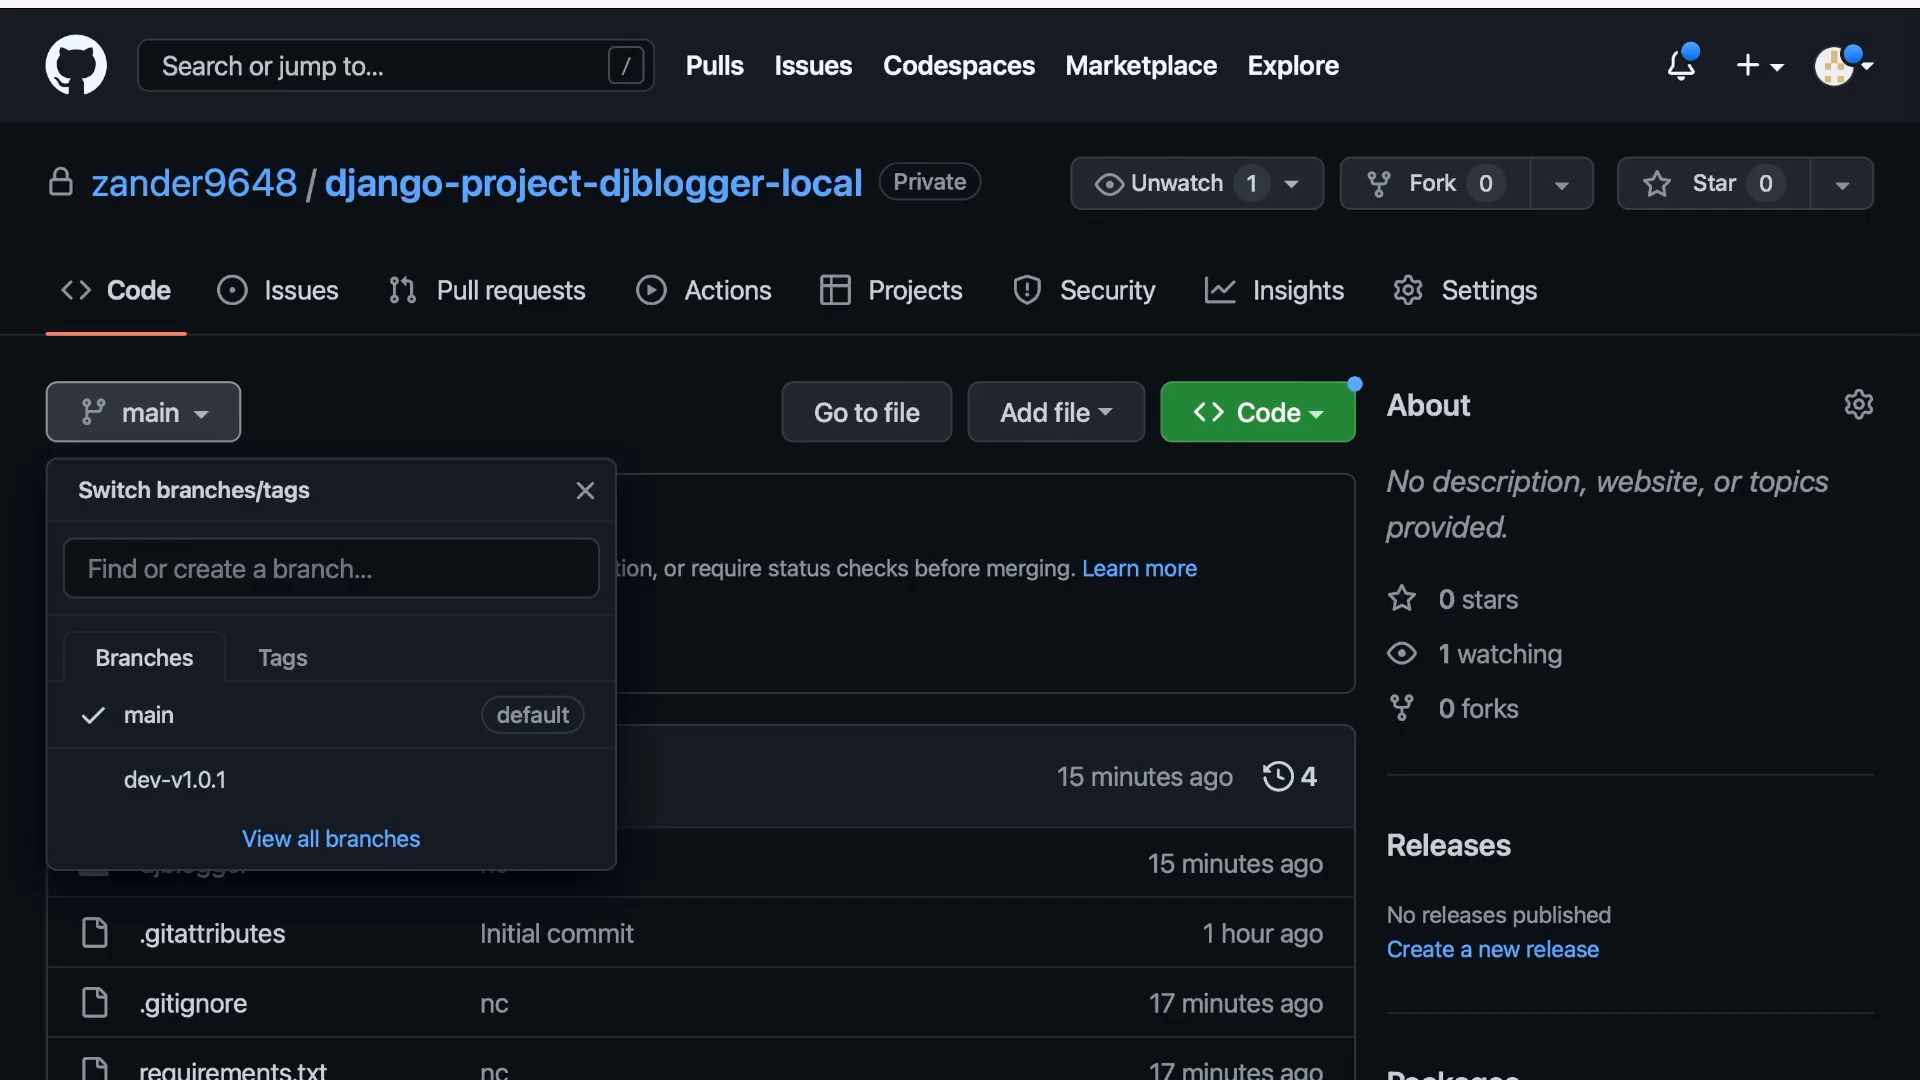 Search or jump to... /
Pulls Issues Codespaces Marketplace Explore
zander9648 / django-project-djblogger-local Private
Unwatch 1 Fork 0 Star 0
Code Issues Pull requests Actions Projects Security Insights Settings
main Go to file Add file Code
Switch branches/tags
Find or create a branch...
Branches Tags
main default
dev-v1.0.1
View all branches
tion, or require status checks before merging. Learn more
15 minutes ago 4
15 minutes ago
.gitattributes Initial commit 1 hour ago
.gitignore nc 17 minutes ago
requirements.txt nc 17 minutes ago
About
No description, website, or topics
provided.
0 stars
1 watching
0 forks
Releases
No releases published
Create a new release
Packages